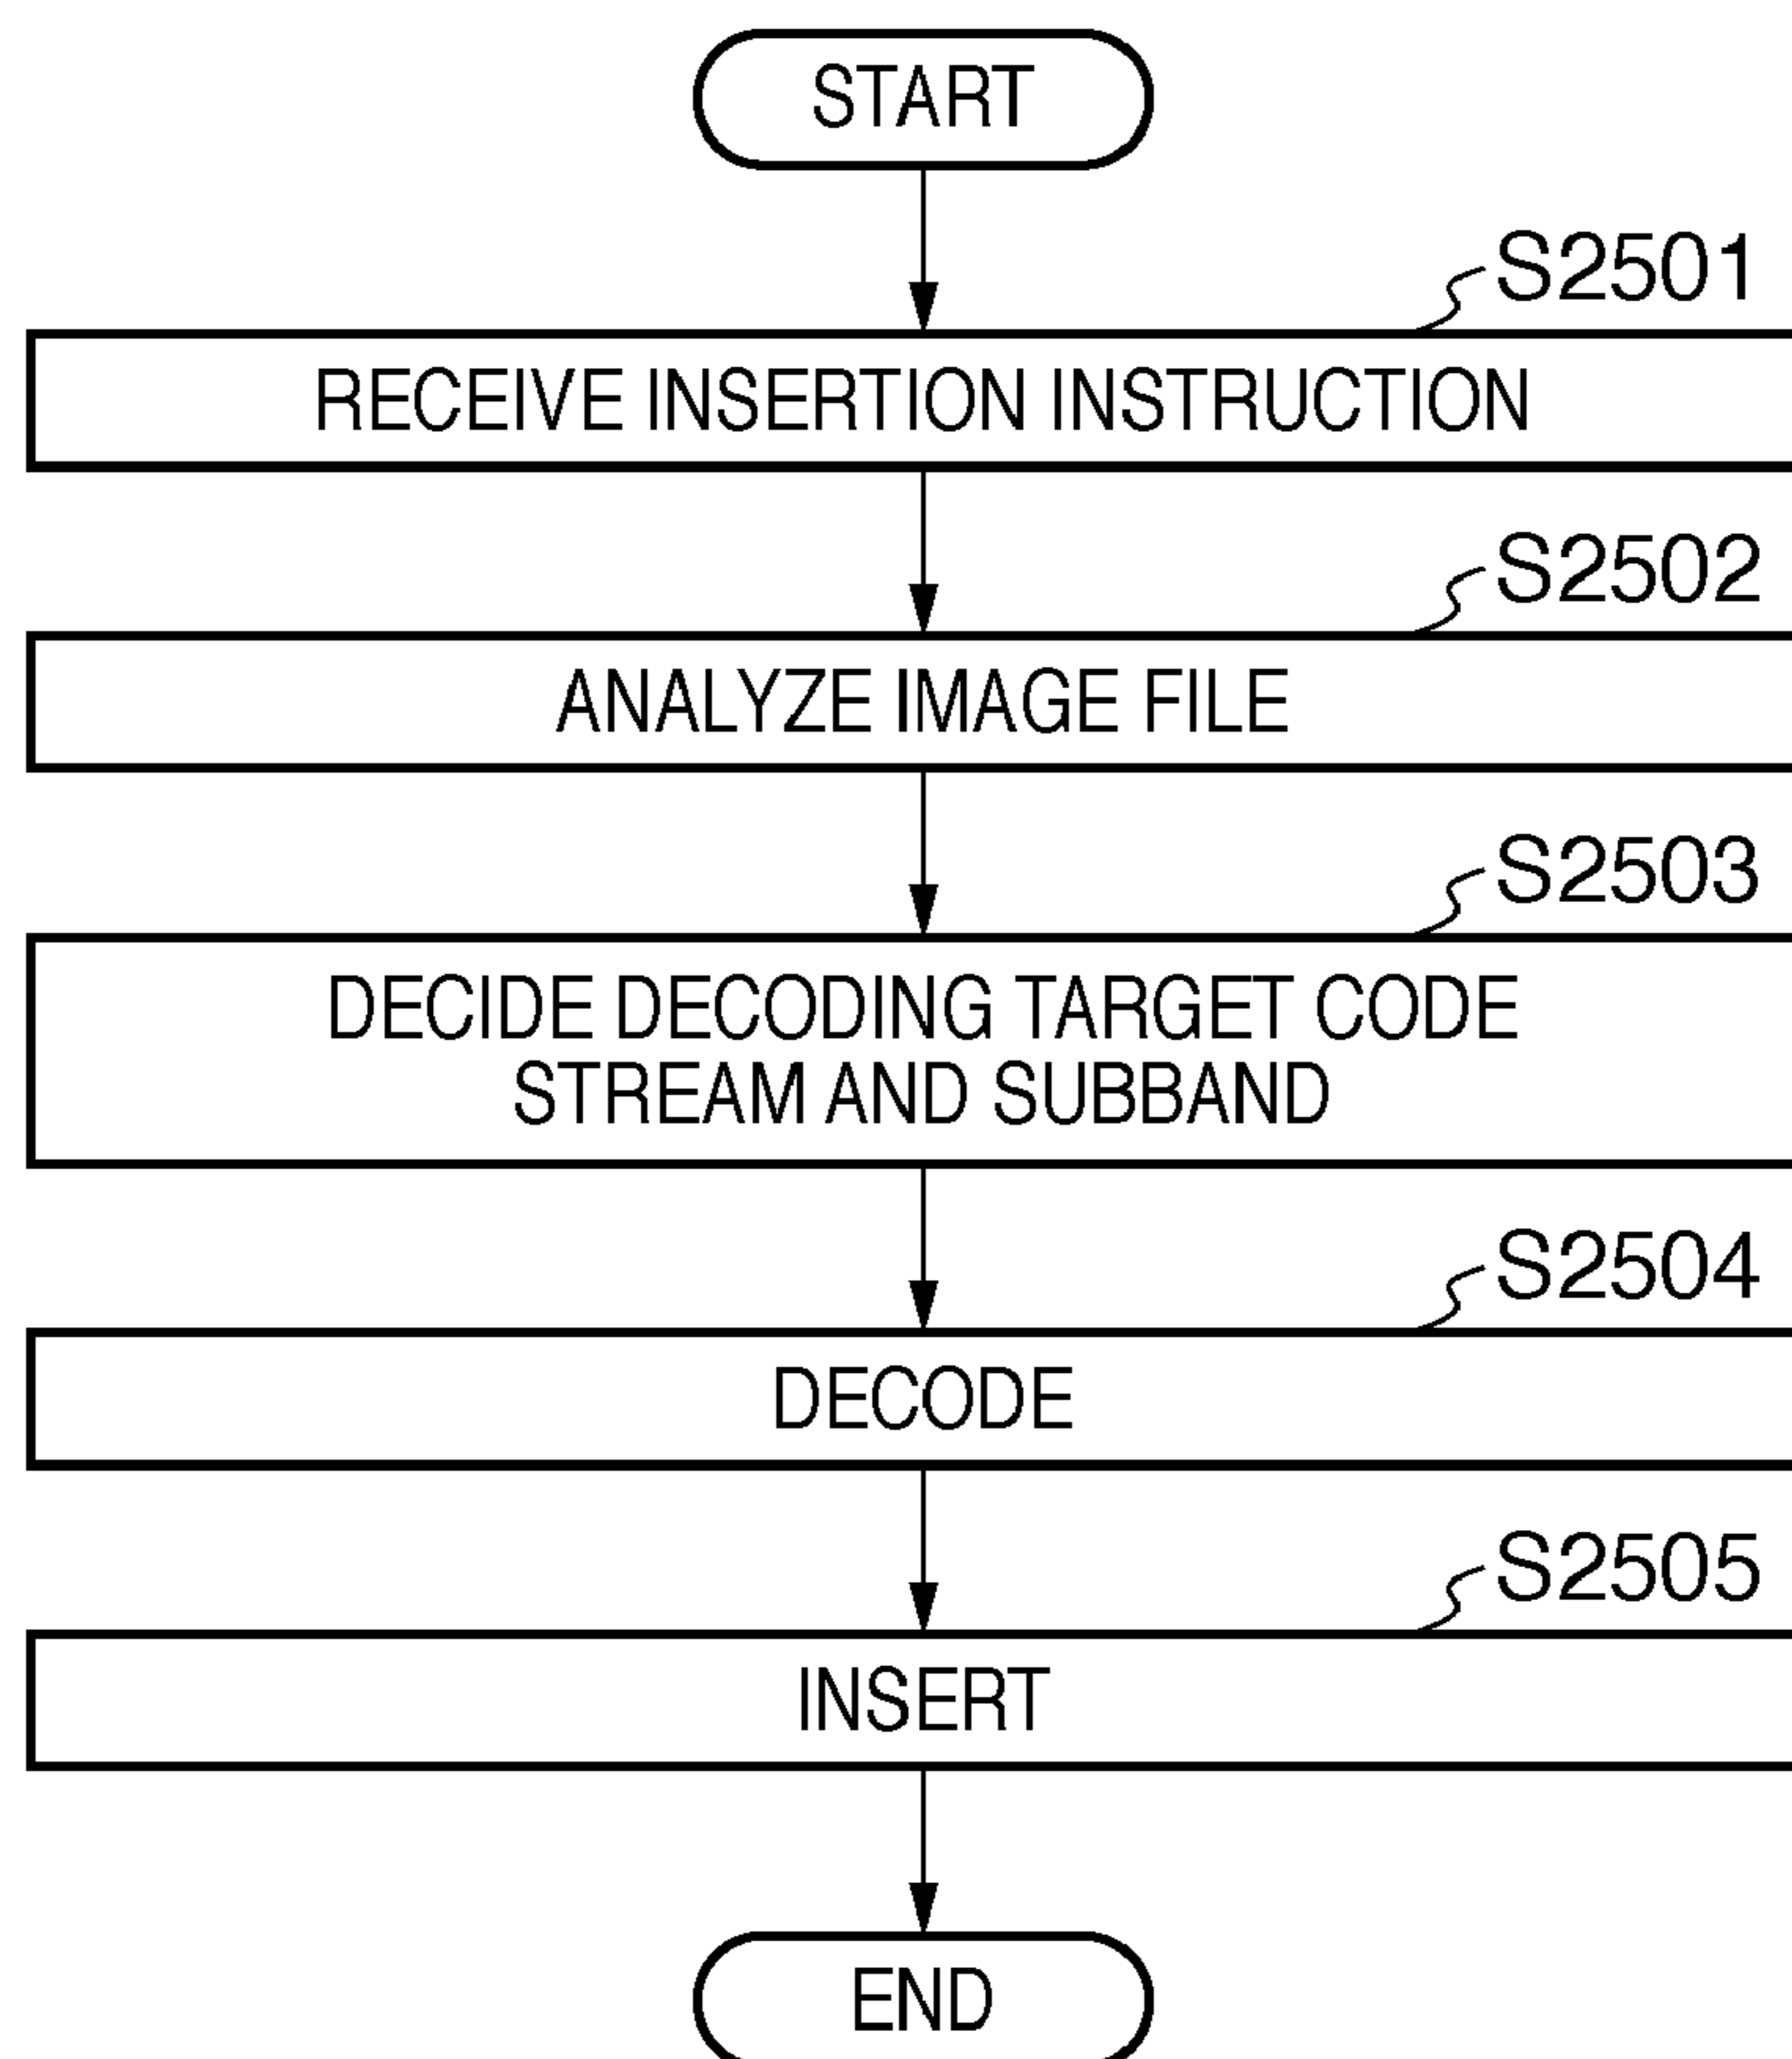 START
S2501
RECEIVE INSERTION INSTRUCTION
S2502
ANALYZE IMAGE FILE
S2503
DECIDE DECODING TARGET CODE
STREAM AND SUBBAND
S2504
DECODE
S2505
INSERT
END